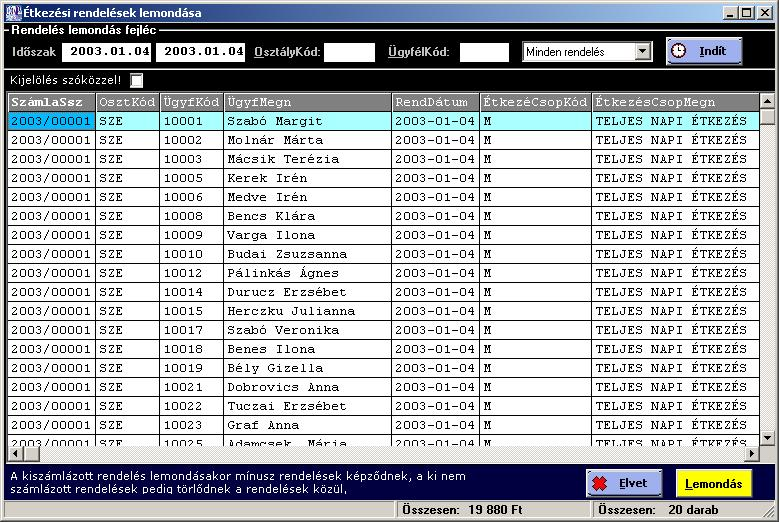 Étkezési rendelések lemondása
Rendelés lemondás fejléc
Időszak 2003.01.04 2003.01.04 OsztályKód: ÜgyfélKód: Minden rendelés Indít
Kijelölés szóközzel!
SzámlaSsz OsztKód ÜgyfKód ÜgyfMegn RendDátum ÉtkezéCsopKód ÉtkezésCsopMegn
2003/00001 SZE 10001 Szabó Margit 2003-01-04 M TELJES NAPI ÉTKEZÉS
2003/00001 SZE 10002 Molnár Márta 2003-01-04 M TELJES NAPI ÉTKEZÉS
2003/00001 SZE 10003 Mácsik Terézia 2003-01-04 M TELJES NAPI ÉTKEZÉS
2003/00001 SZE 10005 Kerek Irén 2003-01-04 M TELJES NAPI ÉTKEZÉS
2003/00001 SZE 10006 Medve Irén 2003-01-04 M TELJES NAPI ÉTKEZÉS
2003/00001 SZE 10008 Bencs Klára 2003-01-04 M TELJES NAPI ÉTKEZÉS
2003/00001 SZE 10009 Varga Ilona 2003-01-04 M TELJES NAPI ÉTKEZÉS
2003/00001 SZE 10010 Budai Zsuzsanna 2003-01-04 M TELJES NAPI ÉTKEZÉS
2003/00001 SZE 10012 Pálinkás Ágnes 2003-01-04 M TELJES NAPI ÉTKEZÉS
2003/00001 SZE 10014 Durucz Erzsébet 2003-01-04 M TELJES NAPI ÉTKEZÉS
2003/00001 SZE 10015 Herczku Julianna 2003-01-04 M TELJES NAPI ÉTKEZÉS
2003/00001 SZE 10017 Szabó Veronika 2003-01-04 M TELJES NAPI ÉTKEZÉS
2003/00001 SZE 10018 Benes Ilona 2003-01-04 M TELJES NAPI ÉTKEZÉS
2003/00001 SZE 10019 Bély Gizella 2003-01-04 M TELJES NAPI ÉTKEZÉS
2003/00001 SZE 10021 Dobrovics Anna 2003-01-04 M TELJES NAPI ÉTKEZÉS
2003/00001 SZE 10022 Tuczai Erzsébet 2003-01-04 M TELJES NAPI ÉTKEZÉS
2003/00001 SZE 10023 Graf Anna 2003-01-04 M TELJES NAPI ÉTKEZÉS
2003/00001 SZE 10025 Adamcsek Mária 2003-01-04 M TELJES NAPI ÉTKEZÉS
A kiszámlázott rendelés lemondásakor mínusz rendelések képződnek, a ki nem
számlázott rendelések pedig törlődnek a rendelések közül.
Elvet Lemondás
Összesen: 19 880 Ft Összesen: 20 darab